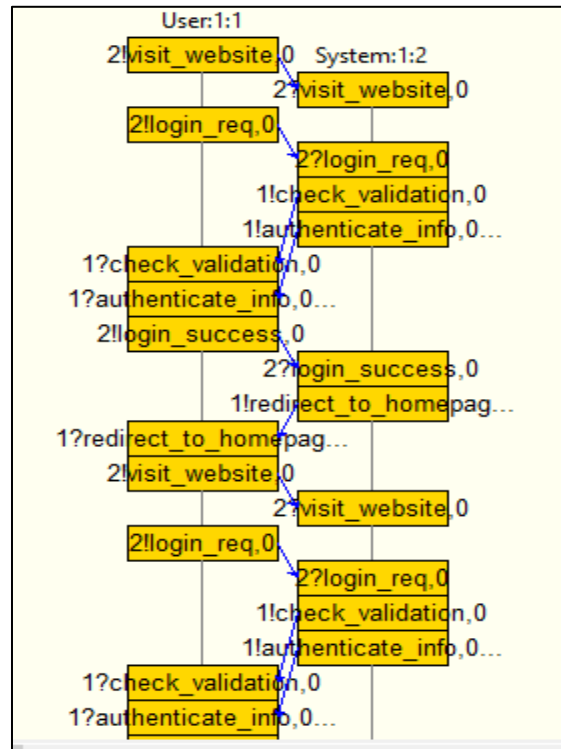 User:1:1
2!visit_website,0
System:1:2
2?visit_website,0
2!login_req,0
2?login_req,0
1!check_validation,0
1!authenticate_info,0...
1?check_validation,0
1?authenticate_info,0...
2!login_success,0
2?login_success,0
1!redirect_to_homepag...
1?redirect_to_homepag...
2!visit_website,0
2?visit_website,0
2!login_req,0
2?login_req,0
1!check_validation,0
1!authenticate_info,0...
1?check_validation,0
1?authenticate_info,0...